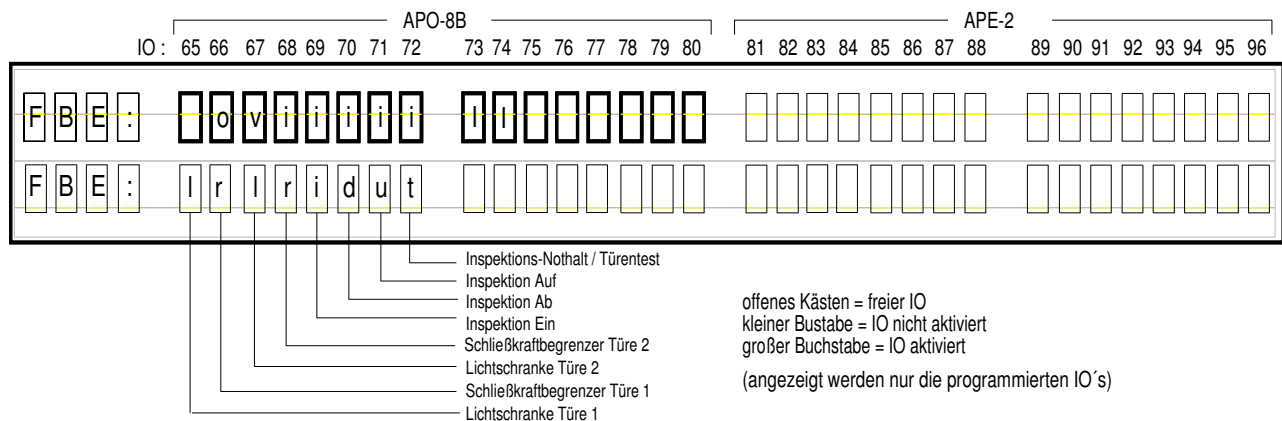 APO-8B APE-2
IO : 65 66 67 68 69 70 71 72 73 74 75 76 77 78 79 80 81 82 83 84 85 86 87 88 89 90 91 92 93 94 95 96
F B E : o v i i i i i I I
F B E : l r l r i d u t
Inspektions-Nothalt / Türentest
Inspektion Auf
Inspektion Ab
Inspektion Ein
Schließkraftbegrenzer Türe 2
Lichtschranke Türe 2
Schließkraftbegrenzer Türe 1
Lichtschranke Türe 1
offenes Kästen = freier IO
kleiner Bustabe = IO nicht aktiviert
großer Buchstabe = IO aktiviert
(angezeigt werden nur die programmierten IO´s)